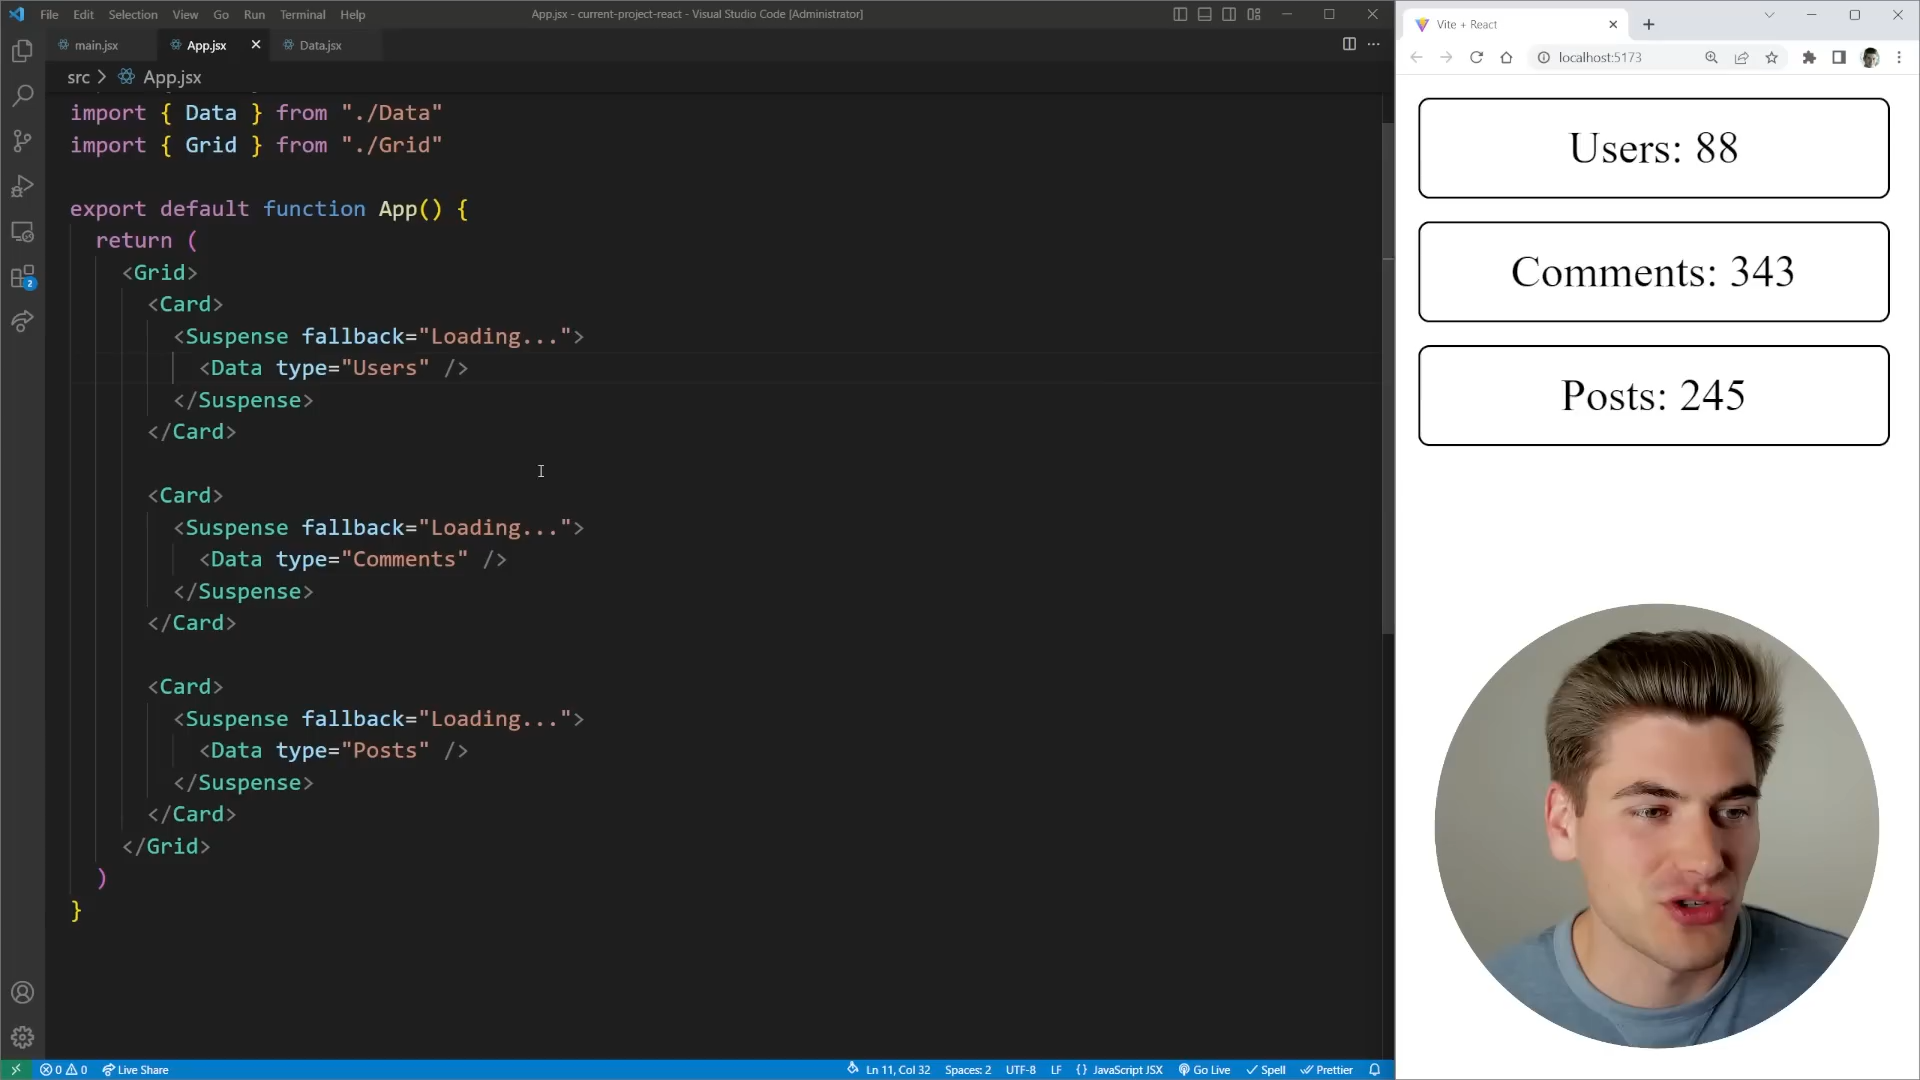 File Edit Selection View Go Run Terminal Help
App.jsx - current-project-react - Visual Studio Code [Administrator]
main.jsx
App.jsx
Data.jsx
src > App.jsx
import { Data } from "./Data"
import { Grid } from "./Grid"
export default function App() {
return (
<Grid>
<Card>
<Suspense fallback="Loading...">
<Data type="Users" />
</Suspense>
</Card>
<Card>
<Suspense fallback="Loading...">
<Data type="Comments" />
</Suspense>
</Card>
<Card>
<Suspense fallback="Loading...">
<Data type="Posts" />
</Suspense>
</Card>
</Grid>
)
}
2
0 0 Live Share
Ln 11, Col 32 Spaces: 2 UTF-8 LF {} JavaScript JSX Go Live Spell Prettier
Vite + React
localhost:5173
Users: 88
Comments: 343
Posts: 245